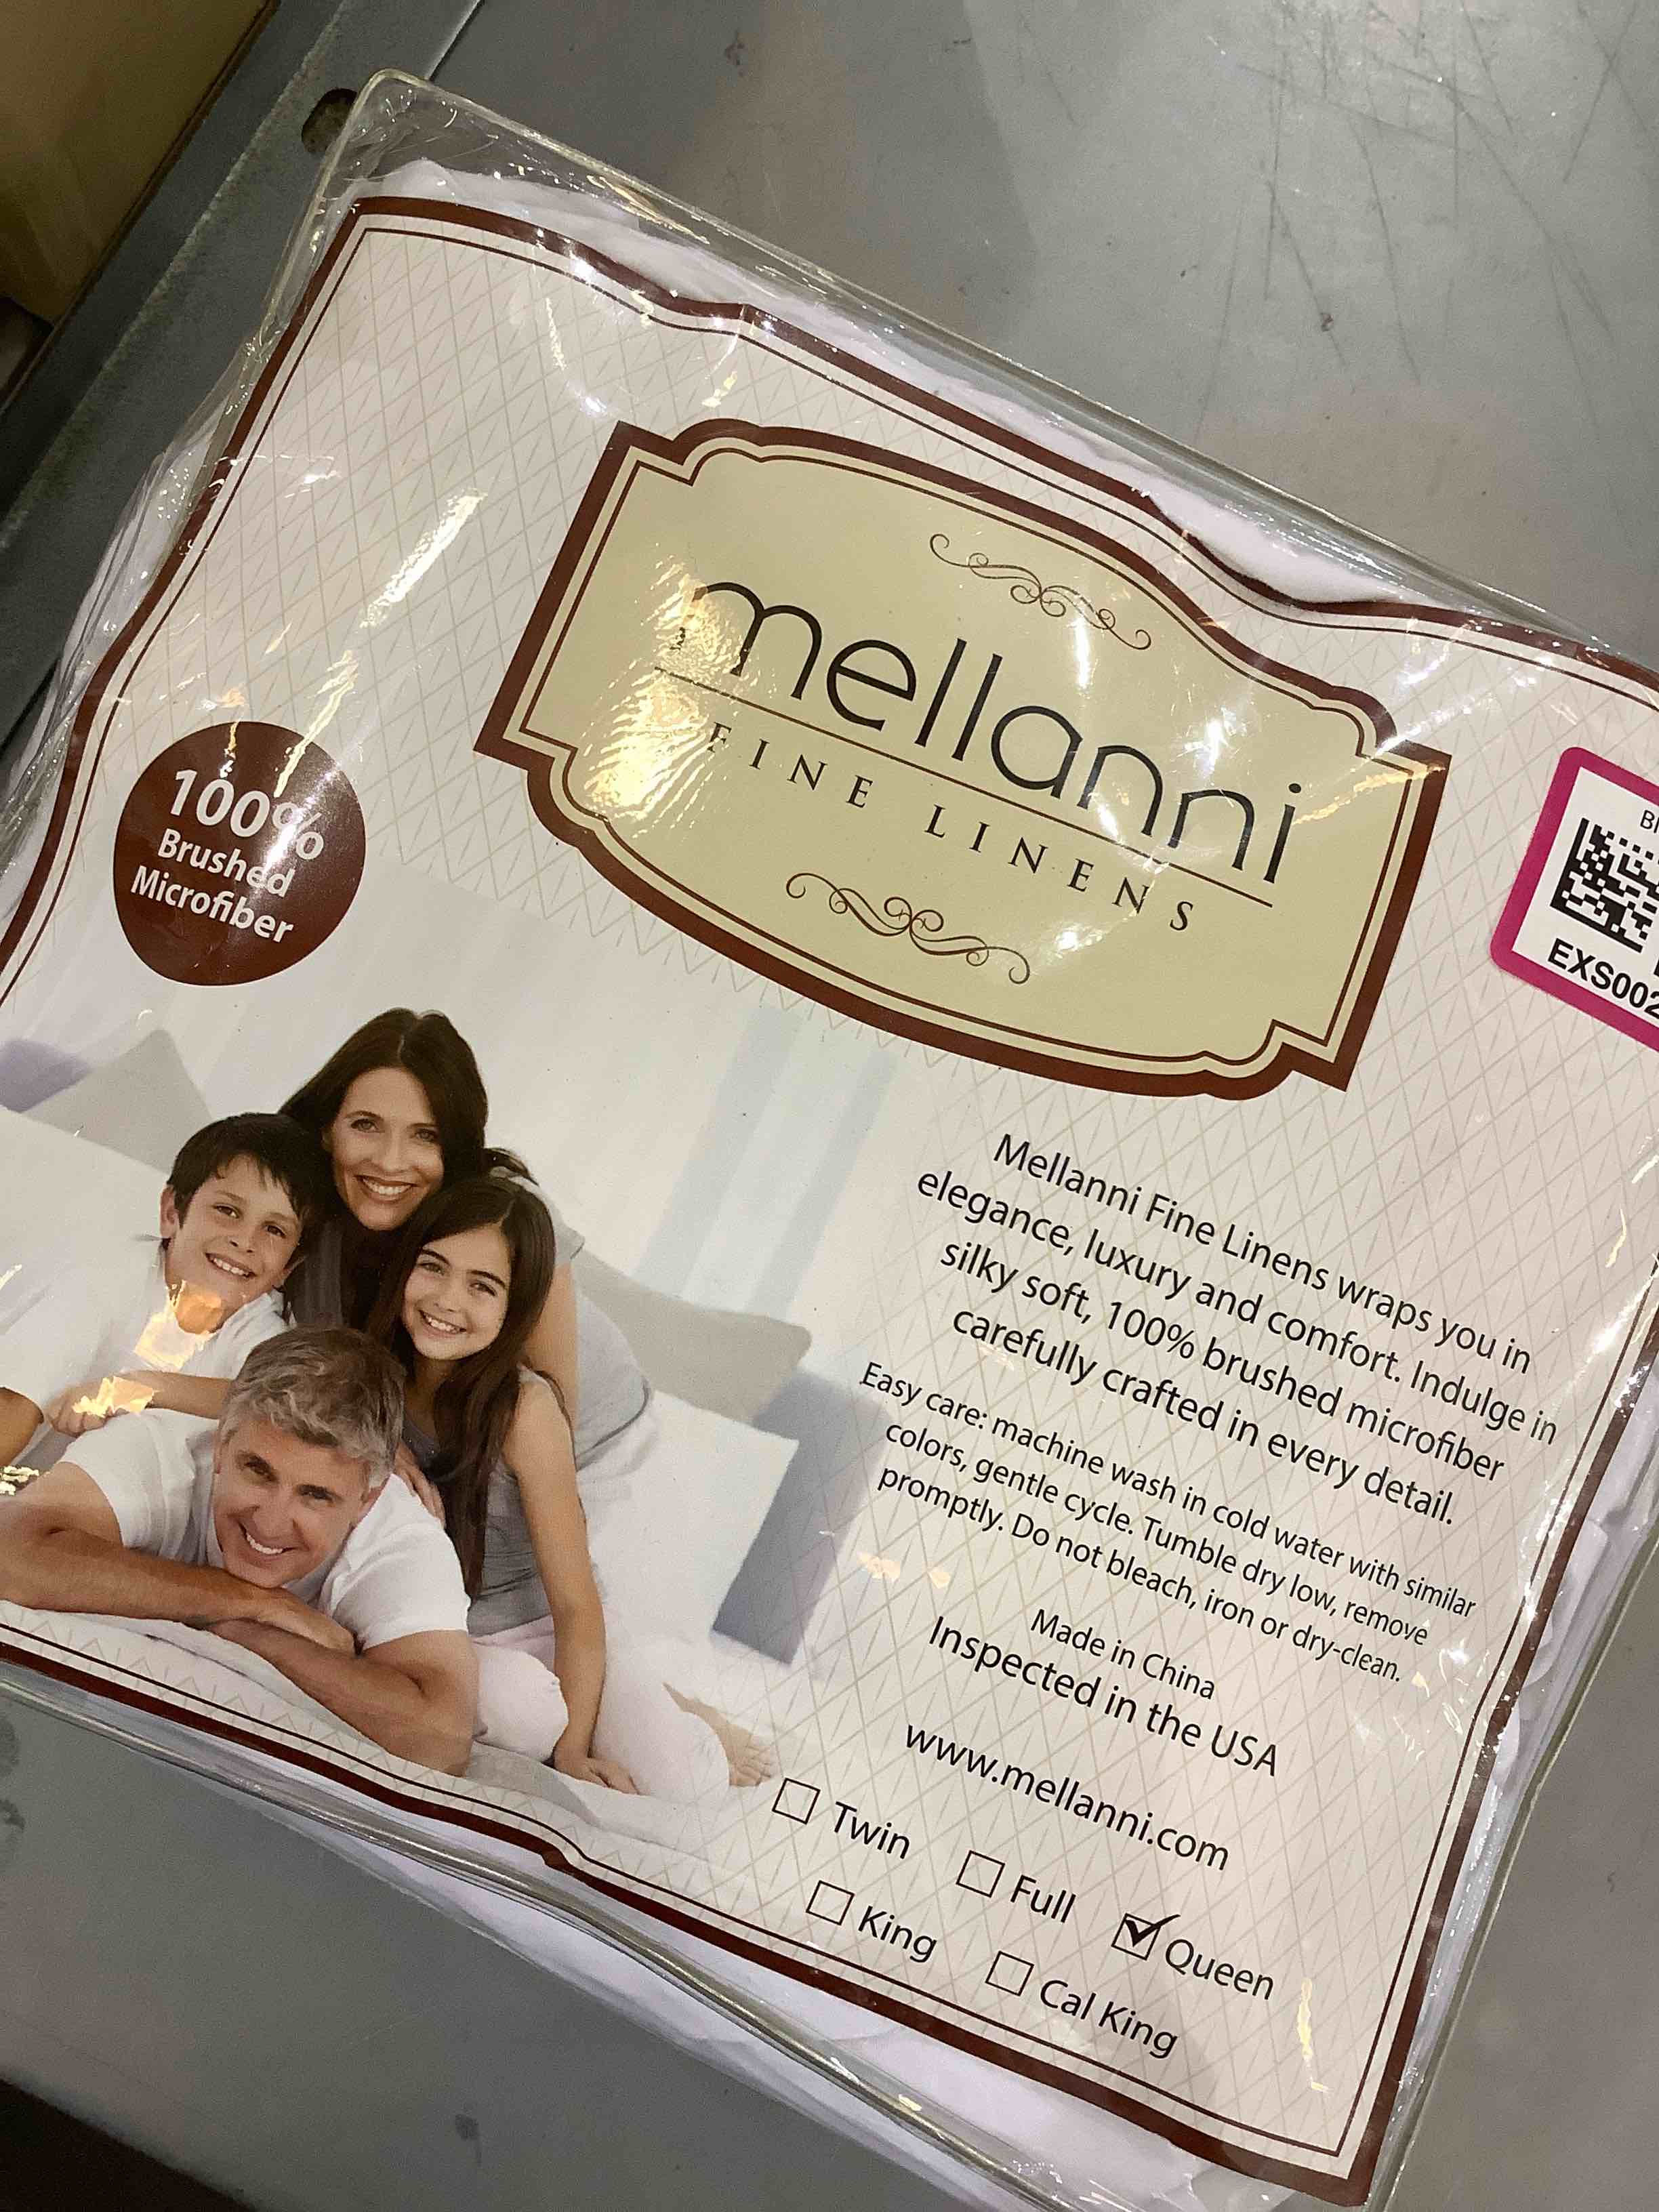 mellanni
FINE LINENS
100%
Brushed
Microfiber
EXS002
Mellanni Fine Linens wraps you in
elegance, luxury and comfort. Indulge in
silky soft, 100% brushed microfiber
carefully crafted in every detail.
Easy care: machine wash in cold water with similar
colors, gentle cycle. Tumble dry low, remove
promptly. Do not bleach, iron or dry-clean.
Made in China
Inspected in the USA
www.mellanni.com
Twin Full Queen
King Cal King